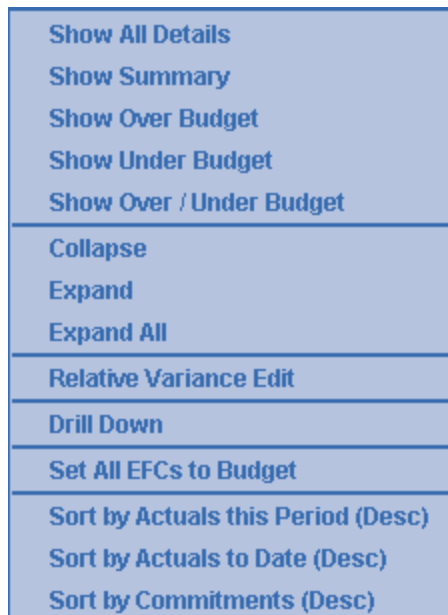 Show All Details
Show Summary
Show Over Budget
Show Under Budget
Show Over / Under Budget
Collapse
Expand
Expand All
Relative Variance Edit
Drill Down
Set All EFCs to Budget
Sort by Actuals this Period (Desc)
Sort by Actuals to Date (Desc)
Sort by Commitments (Desc)